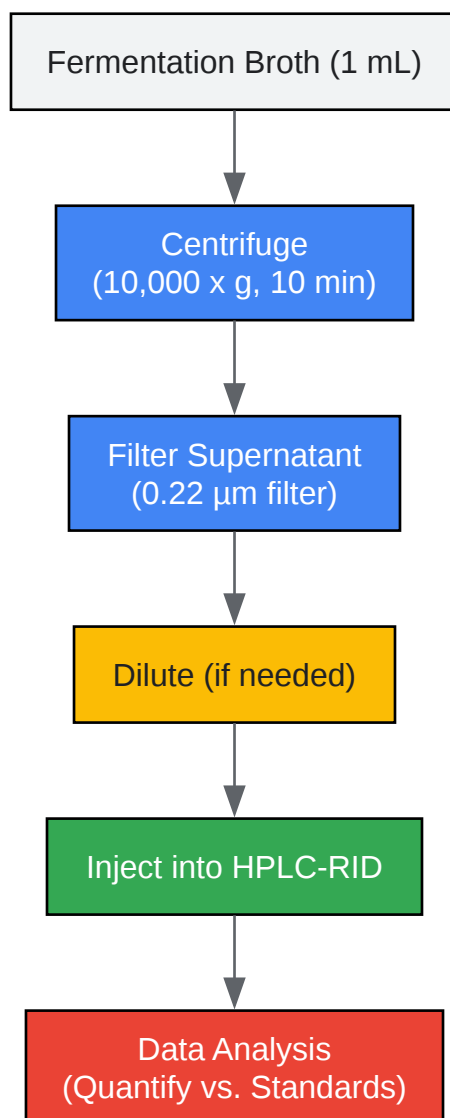 Fermentation Broth (1 mL)
Centrifuge
(10,000 x g, 10 min)
Filter Supernatant
(0.22 µm filter)
Dilute (if needed)
Inject into HPLC-RID
Data Analysis
(Quantify vs. Standards)